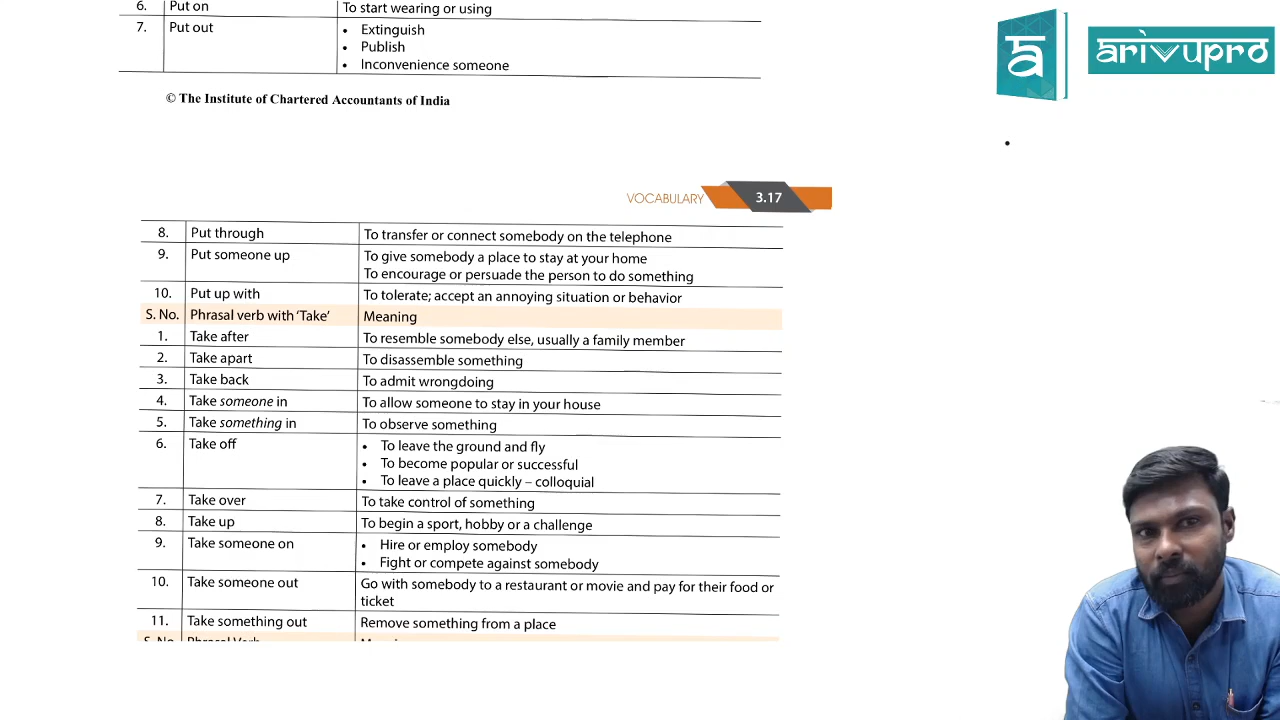 6. Put on To start wearing or using
7. Put out • Extinguish
• Publish
• Inconvenience someone
© The Institute of Chartered Accountants of India
VOCABULARY 3.17
8. Put through To transfer or connect somebody on the telephone
9. Put someone up To give somebody a place to stay at your home
To encourage or persuade the person to do something
10. Put up with To tolerate; accept an annoying situation or behavior
S. No. Phrasal verb with ‘Take’ Meaning
1. Take after To resemble somebody else, usually a family member
2. Take apart To disassemble something
3. Take back To admit wrongdoing
4. Take someone in To allow someone to stay in your house
5. Take something in To observe something
6. Take off • To leave the ground and fly
• To become popular or successful
• To leave a place quickly – colloquial
7. Take over To take control of something
8. Take up To begin a sport, hobby or a challenge
9. Take someone on • Hire or employ somebody
• Fight or compete against somebody
10. Take someone out Go with somebody to a restaurant or movie and pay for their food or
ticket
11. Take something out Remove something from a place
S. No. Phrasal Verb Meaning
arivupro